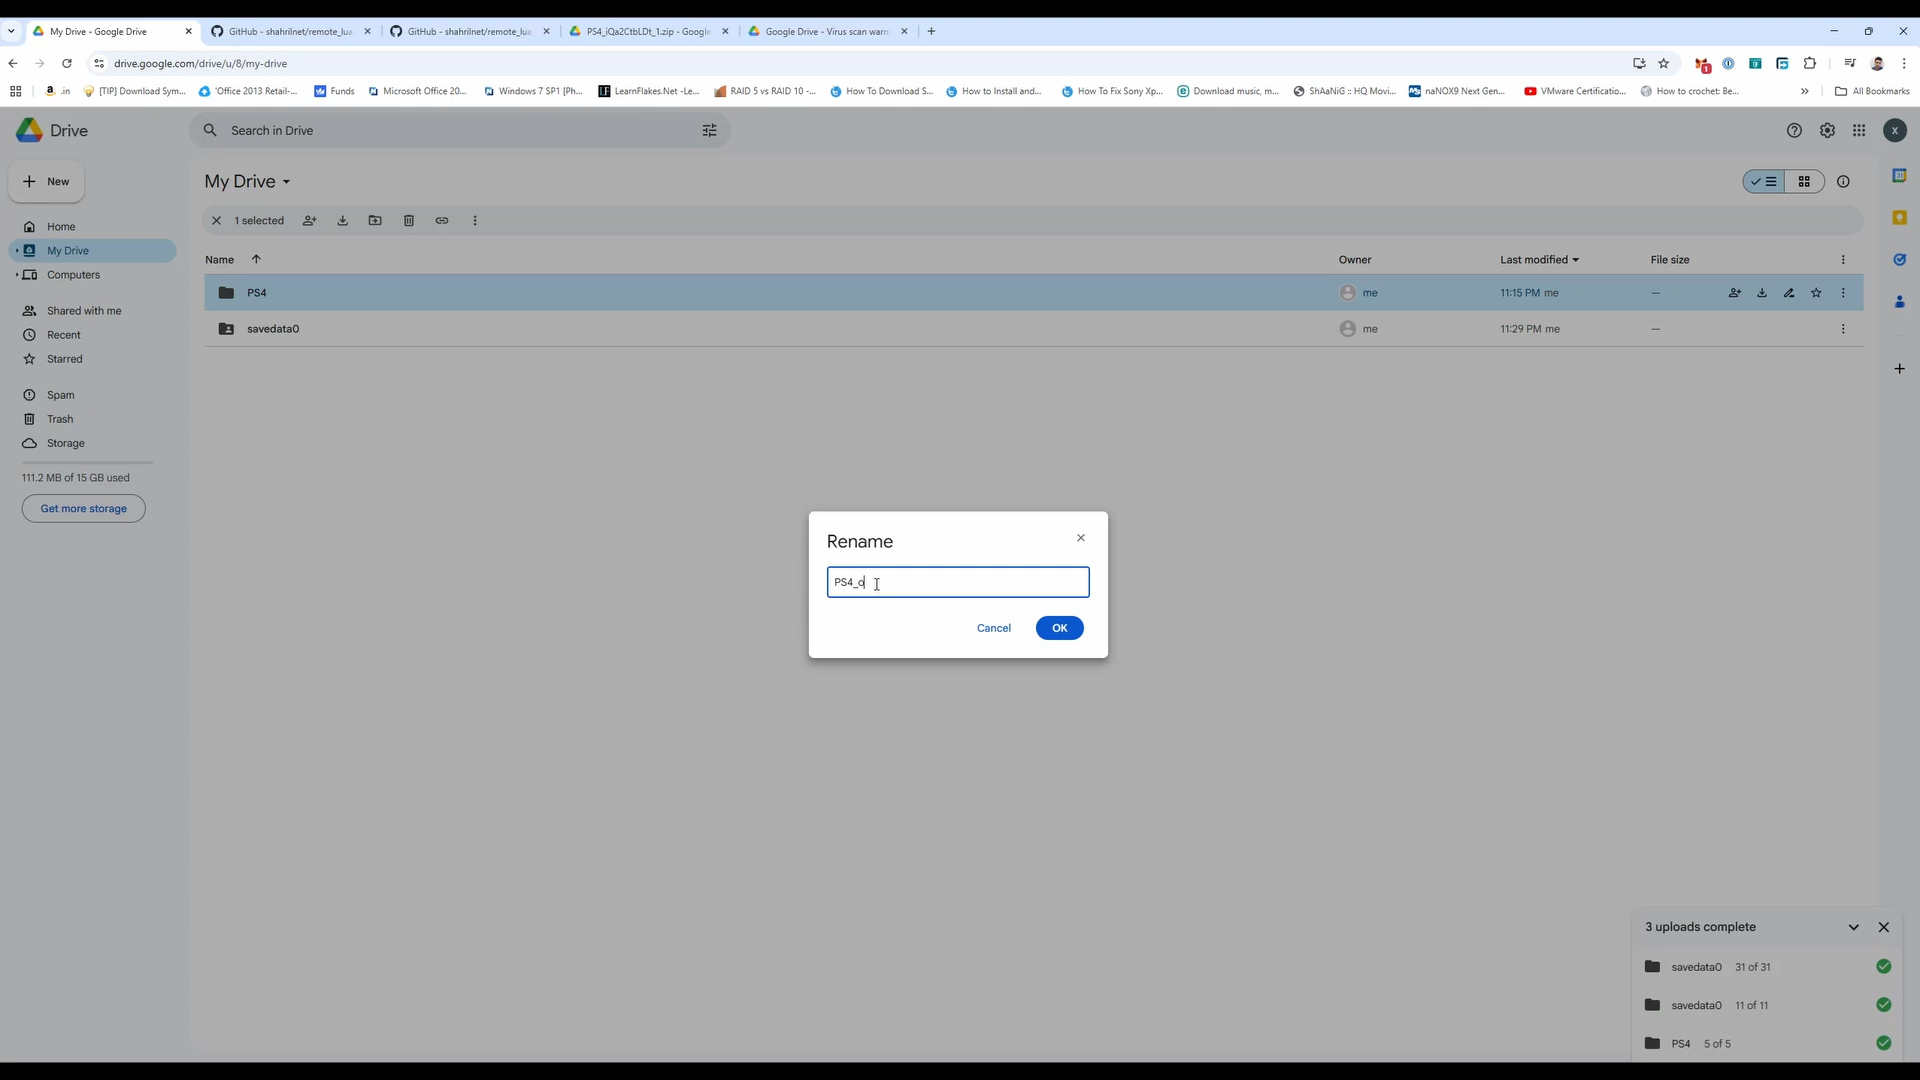 My Drive - Google Drive
GitHub - shahrilnet/remote_lua
GitHub - shahrilnet/remote_lua
PS4_iQa2CtbLDt_1.zip - Google
Google Drive - Virus scan warn
drive.google.com/drive/u/8/my-drive
1
.in
[TIP] Download Sym...
'Office 2013 Retail-...
Funds
Microsoft Office 20...
Windows 7 SP1 [Ph...
LearnFlakes.Net -Le...
RAID 5 vs RAID 10 -...
How To Download S...
How to Install and...
How To Fix Sony Xp...
Download music, m...
ShAaNiG :: HQ Movi...
naNOX9 Next Gen...
VMware Certificatio...
How to crochet: Be...
All Bookmarks
Drive
Search in Drive
X
New
My Drive
1 selected
Home
My Drive
Computers
Shared with me
Recent
Starred
Spam
Trash
Storage
111.2 MB of 15 GB used
Get more storage
Name
Owner
Last modified
File size
PS4
me
11:15 PM me
—
savedata0
me
11:29 PM me
—
Rename
PS4_o
Cancel
OK
3 uploads complete
savedata0 31 of 31
savedata0 11 of 11
PS4 5 of 5